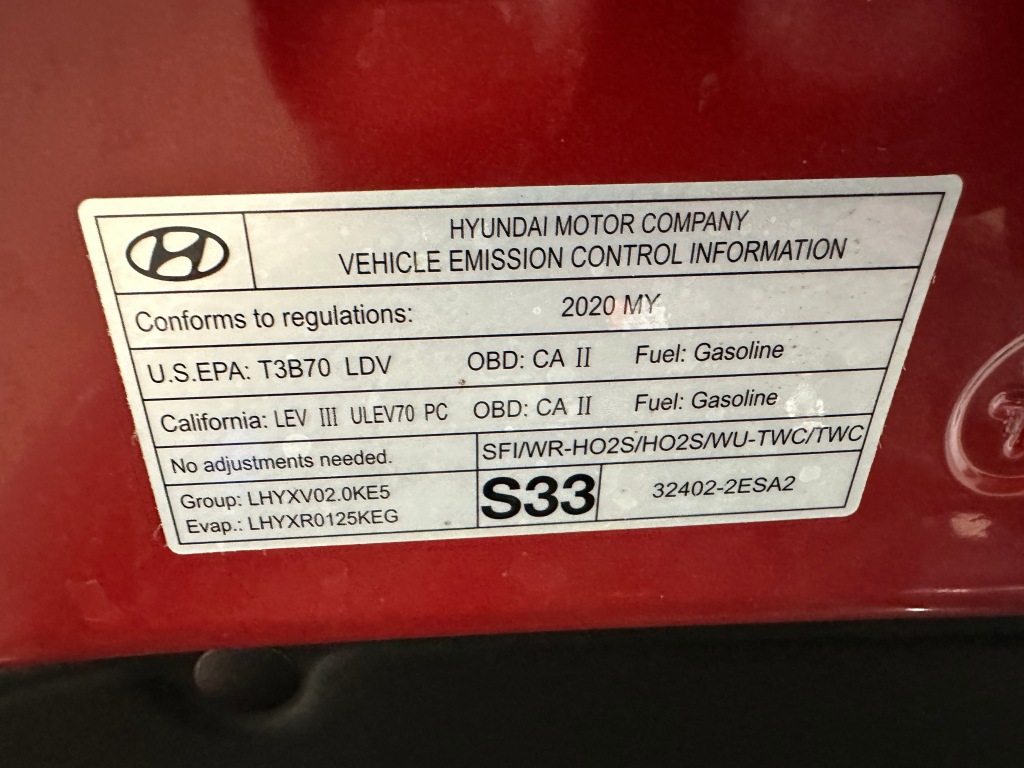 HYUNDAI MOTOR COMPANY
VEHICLE EMISSION CONTROL INFORMATION
Conforms to regulations: 2020 MY
U.S.EPA: T3B70 LDV OBD: CA II Fuel: Gasoline
California: LEV III ULEV70 PC OBD: CA II Fuel: Gasoline
No adjustments needed. SFI/WR-HO2S/HO2S/WU-TWC/TWC
Group: LHYXV02.0KE5
Evap.: LHYXR0125KEG
S33 32402-2ESA2